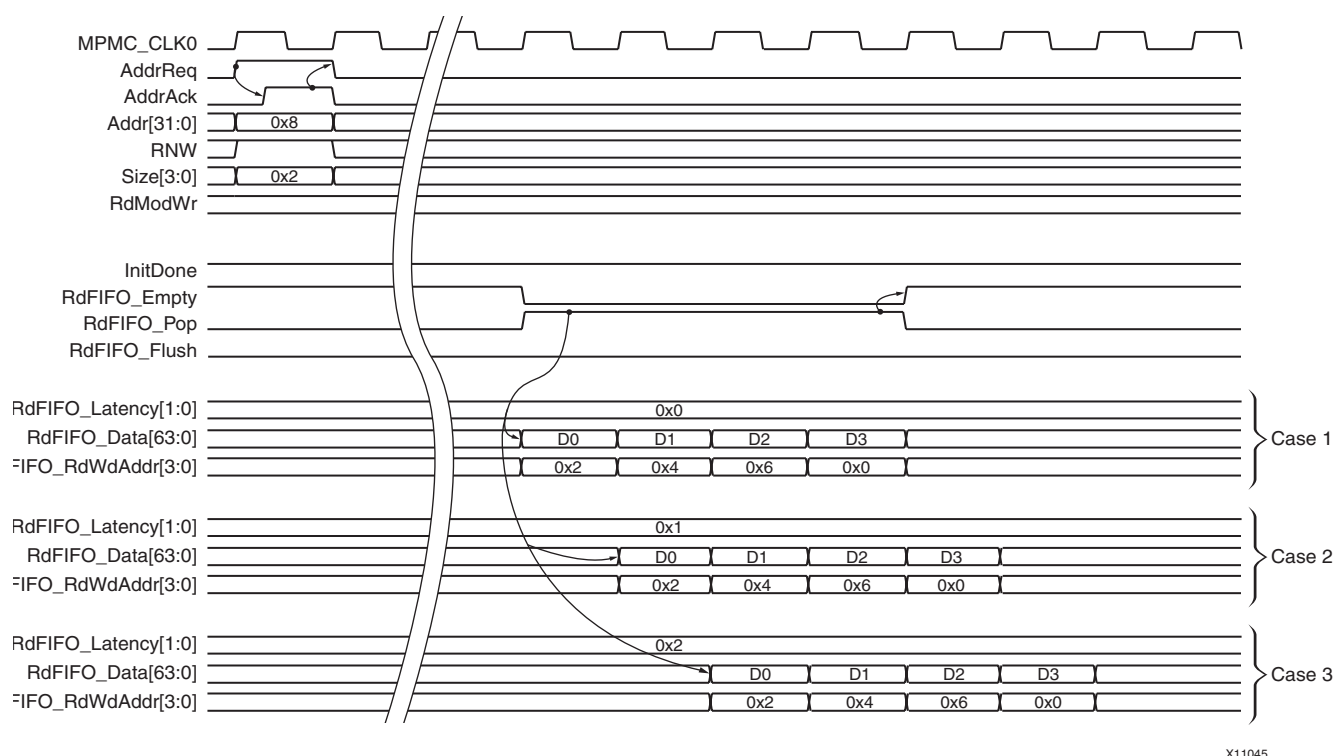 MPMC_CLK0
AddrReq
AddrAck
Addr[31:0] 0x8
RNW
Size[3:0] 0x2
RdModWr
InitDone
RdFIFO_Empty
RdFIFO_Pop
RdFIFO_Flush
RdFIFO_Latency[1:0] 0x0
RdFIFO_Data[63:0] D0 D1 D2 D3 Case 1
FIFO_RdWdAddr[3:0] 0x2 0x4 0x6 0x0
RdFIFO_Latency[1:0] 0x1
RdFIFO_Data[63:0] D0 D1 D2 D3 Case 2
FIFO_RdWdAddr[3:0] 0x2 0x4 0x6 0x0
RdFIFO_Latency[1:0] 0x2
RdFIFO_Data[63:0] D0 D1 D2 D3 Case 3
FIFO_RdWdAddr[3:0] 0x2 0x4 0x6 0x0
X11045